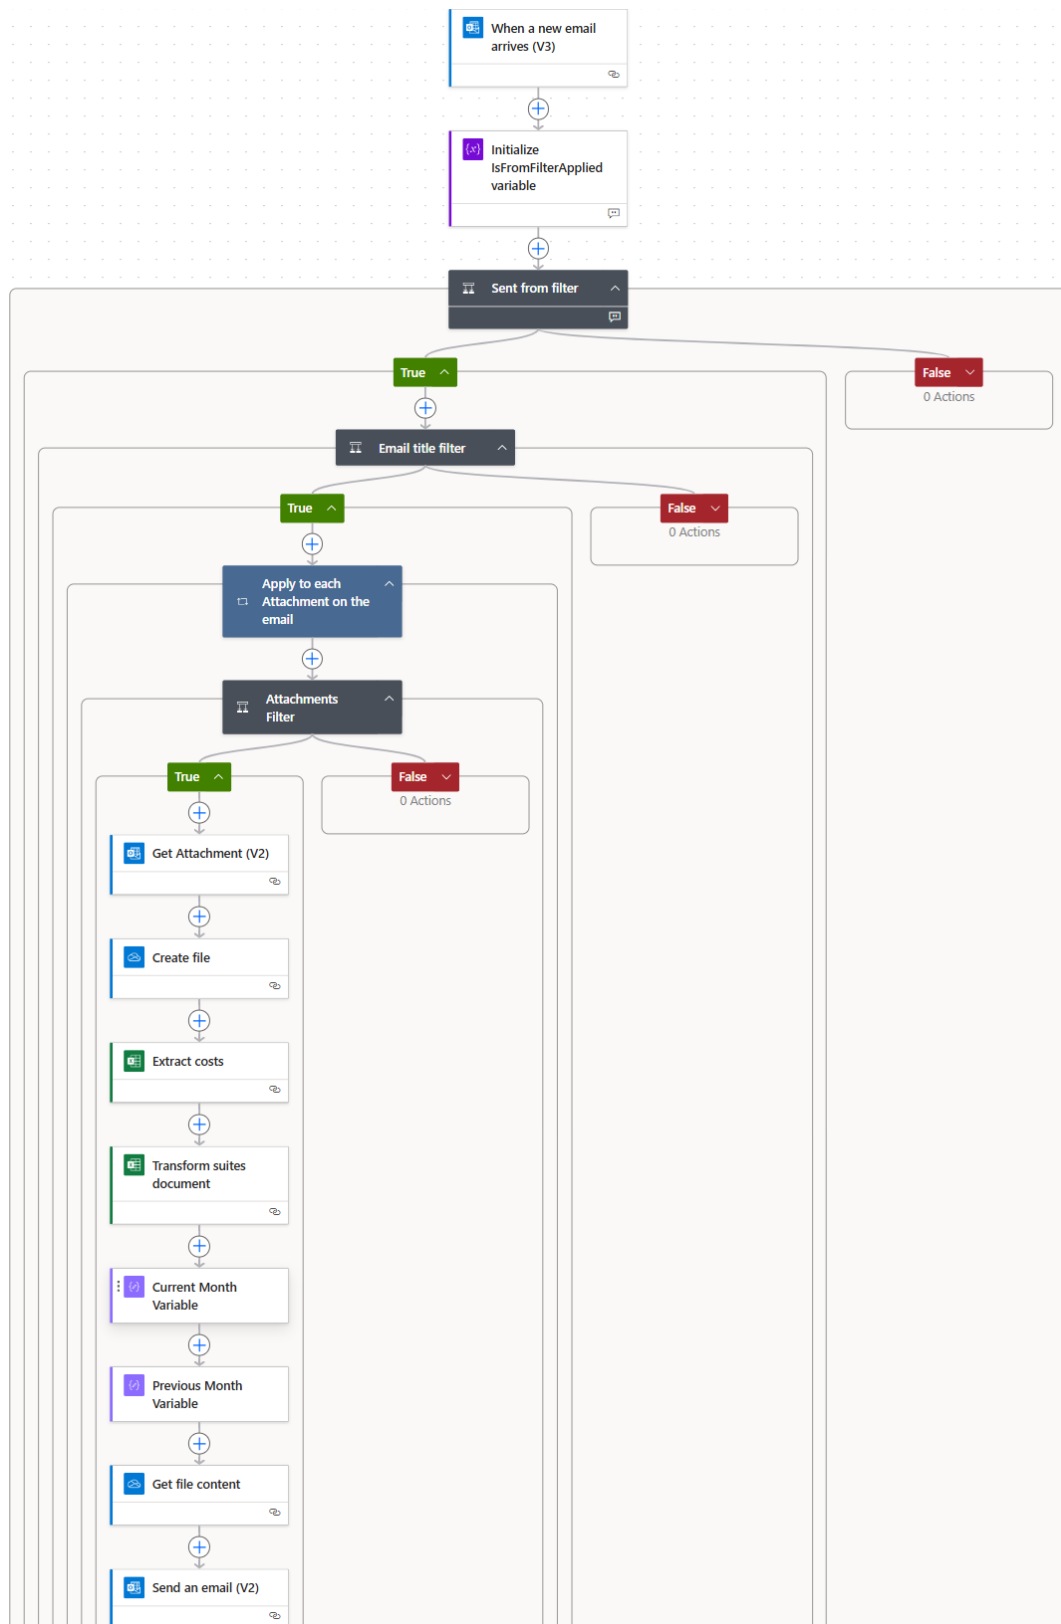 When a new email
arrives (V3)
{x}
Initialize
IsFromFilterApplied
variable
Sent from filter
True
False
0 Actions
Email title filter
True
False
0 Actions
Apply to each
Attachment on the
email
Attachments
Filter
True
False
0 Actions
Get Attachment (V2)
Create file
Extract costs
Transform suites
document
Current Month
Variable
Previous Month
Variable
Get file content
Send an email (V2)